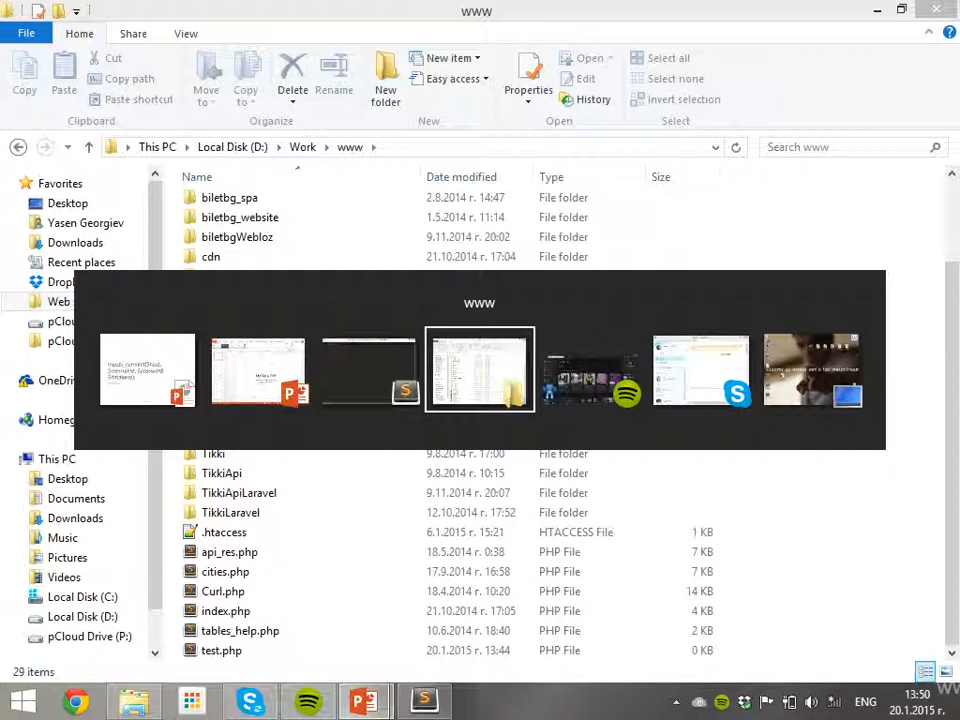 www
File Home Share View
Copy
Paste
Cut
Copy path
Paste shortcut
Clipboard
Move to
Copy to
Delete
Rename
Organize
New folder
New item
Easy access
New
Properties
Open
Edit
History
Open
Select all
Select none
Invert selection
Select
This PC Local Disk (D:) Work www
Search www
Name Date modified Type Size
Favorites
Desktop
Yasen Georgiev
Downloads
Recent places
Web
OneDri
Homeg
This PC
Desktop
Documents
Downloads
Music
Pictures
Videos
Local Disk (C:)
Local Disk (D:)
pCloud Drive (P:)
biletbg_spa 2.8.2014 г. 14:47 File folder
biletbg_website 1.5.2014 г. 11:14 File folder
biletbgWebloz 9.11.2014 г. 20:02 File folder
cdn 21.10.2014 г. 17:04 File folder
www
Tikki 9.8.2014 г. 17:00 File folder
TikkiApi 9.8.2014 г. 10:15 File folder
TikkiApiLaravel 9.11.2014 г. 20:07 File folder
TikkiLaravel 12.10.2014 г. 17:52 File folder
.htaccess 6.1.2015 г. 15:21 HTACCESS File 1 KB
api_res.php 18.5.2014 г. 0:38 PHP File 7 KB
cities.php 17.9.2014 г. 16:58 PHP File 7 KB
Curl.php 18.4.2014 г. 10:20 PHP File 14 KB
index.php 21.10.2014 г. 17:05 PHP File 4 KB
tables_help.php 10.6.2014 г. 18:40 PHP File 2 KB
test.php 20.1.2015 г. 13:44 PHP File 0 KB
29 items
ENG
13:50
20.1.2015 г.